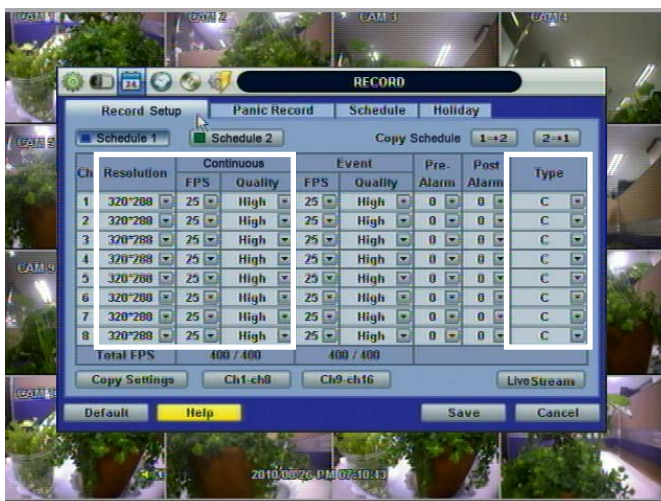 CAM 1 CAM 2 CAM 3 CAM 4
24 RECORD
Record Setup Panic Record Schedule Holiday
CAM 5 Schedule 1 Schedule 2 Copy Schedule 1→2 2→1
Ch Resolution Continuous Event Pre-Alarm Post Alarm Type
FPS Quality FPS Quality
1 320*288 25 High 25 High 0 0 C
2 320*288 25 High 25 High 0 0 C
3 320*288 25 High 25 High 0 0 C
4 320*288 25 High 25 High 0 0 C
CAM 9
5 320*288 25 High 25 High 0 0 C
6 320*288 25 High 25 High 0 0 C
7 320*288 25 High 25 High 0 0 C
8 320*288 25 High 25 High 0 0 C
Total FPS 400 / 400 400 / 400
Copy Settings Ch1-ch8 Ch9-ch16 LiveStream
Default Help Save Cancel